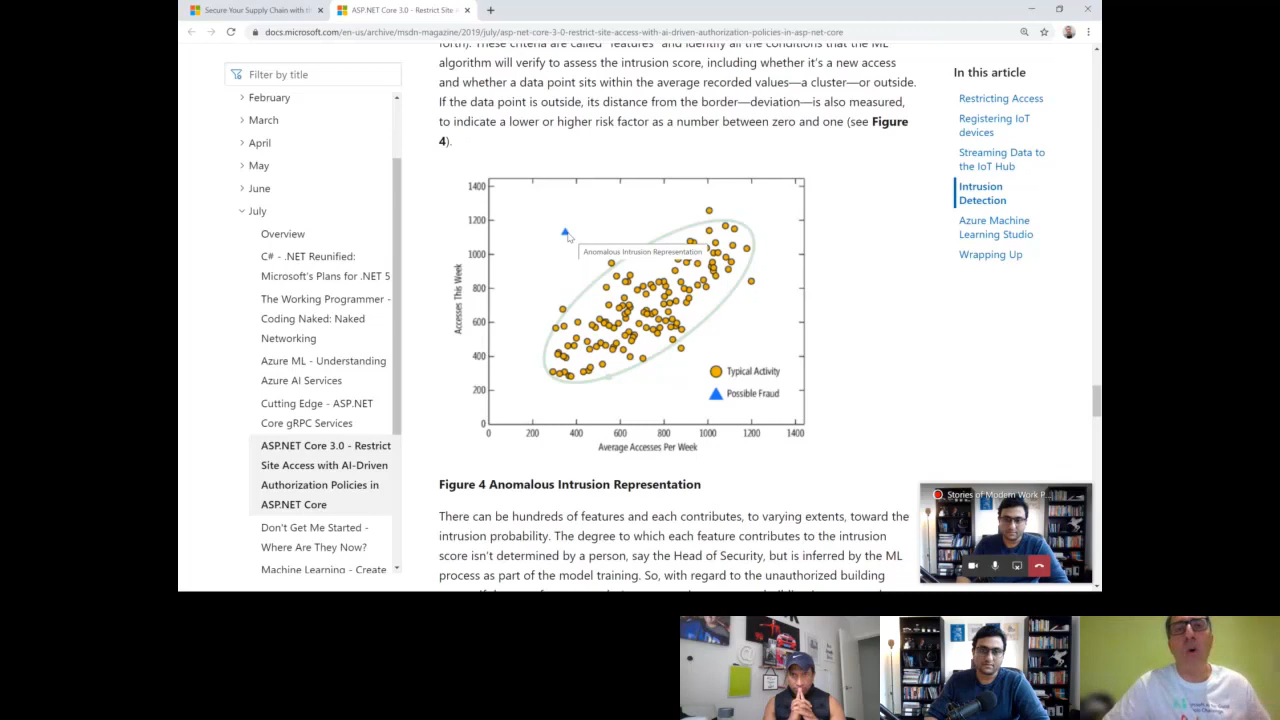 Secure Your Supply Chain with th
ASP.NET Core 3.0 - Restrict Site A
docs.microsoft.com/en-us/archive/msdn-magazine/2019/july/asp-net-core-3-0-restrict-site-access-with-ai-driven-authorization-policies-in-asp-net-core
Filter by title
February
March
April
May
June
July
Overview
C# - .NET Reunified:
Microsoft's Plans for .NET 5
The Working Programmer -
Coding Naked: Naked
Networking
Azure ML - Understanding
Azure AI Services
Cutting Edge - ASP.NET
Core gRPC Services
ASP.NET Core 3.0 - Restrict
Site Access with AI-Driven
Authorization Policies in
ASP.NET Core
Don't Get Me Started -
Where Are They Now?
Machine Learning - Create
forth). These criteria are called "features" and identify all the conditions that the ML
algorithm will verify to assess the intrusion score, including whether it's a new access
and whether a data point sits within the average recorded values—a cluster—or outside.
If the data point is outside, its distance from the border—deviation—is also measured,
to indicate a lower or higher risk factor as a number between zero and one (see Figure
4).
1400
1200
1000
800
600
400
200
0
Accesses This Week
Anomalous Intrusion Representation
Typical Activity
Possible Fraud
0 200 400 600 800 1000 1200 1400
Average Accesses Per Week
Figure 4 Anomalous Intrusion Representation
There can be hundreds of features and each contributes, to varying extents, toward the
intrusion probability. The degree to which each feature contributes to the intrusion
score isn't determined by a person, say the Head of Security, but is inferred by the ML
process as part of the model training. So, with regard to the unauthorized building
In this article
Restricting Access
Registering IoT
devices
Streaming Data to
the IoT Hub
Intrusion
Detection
Azure Machine
Learning Studio
Wrapping Up
Stories of Modern Work P...